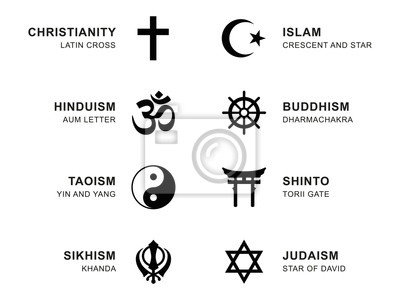 CHRISTIANITY
LATIN CROSS
ISLAM
CRESCENT AND STAR
HINDUISM
AUM LETTER
BUDDHISM
DHARMACHAKRA
TAOISM
YIN AND YANG
SHINTO
TORII GATE
SIKHISM
KHANDA
JUDAISM
STAR OF DAVID